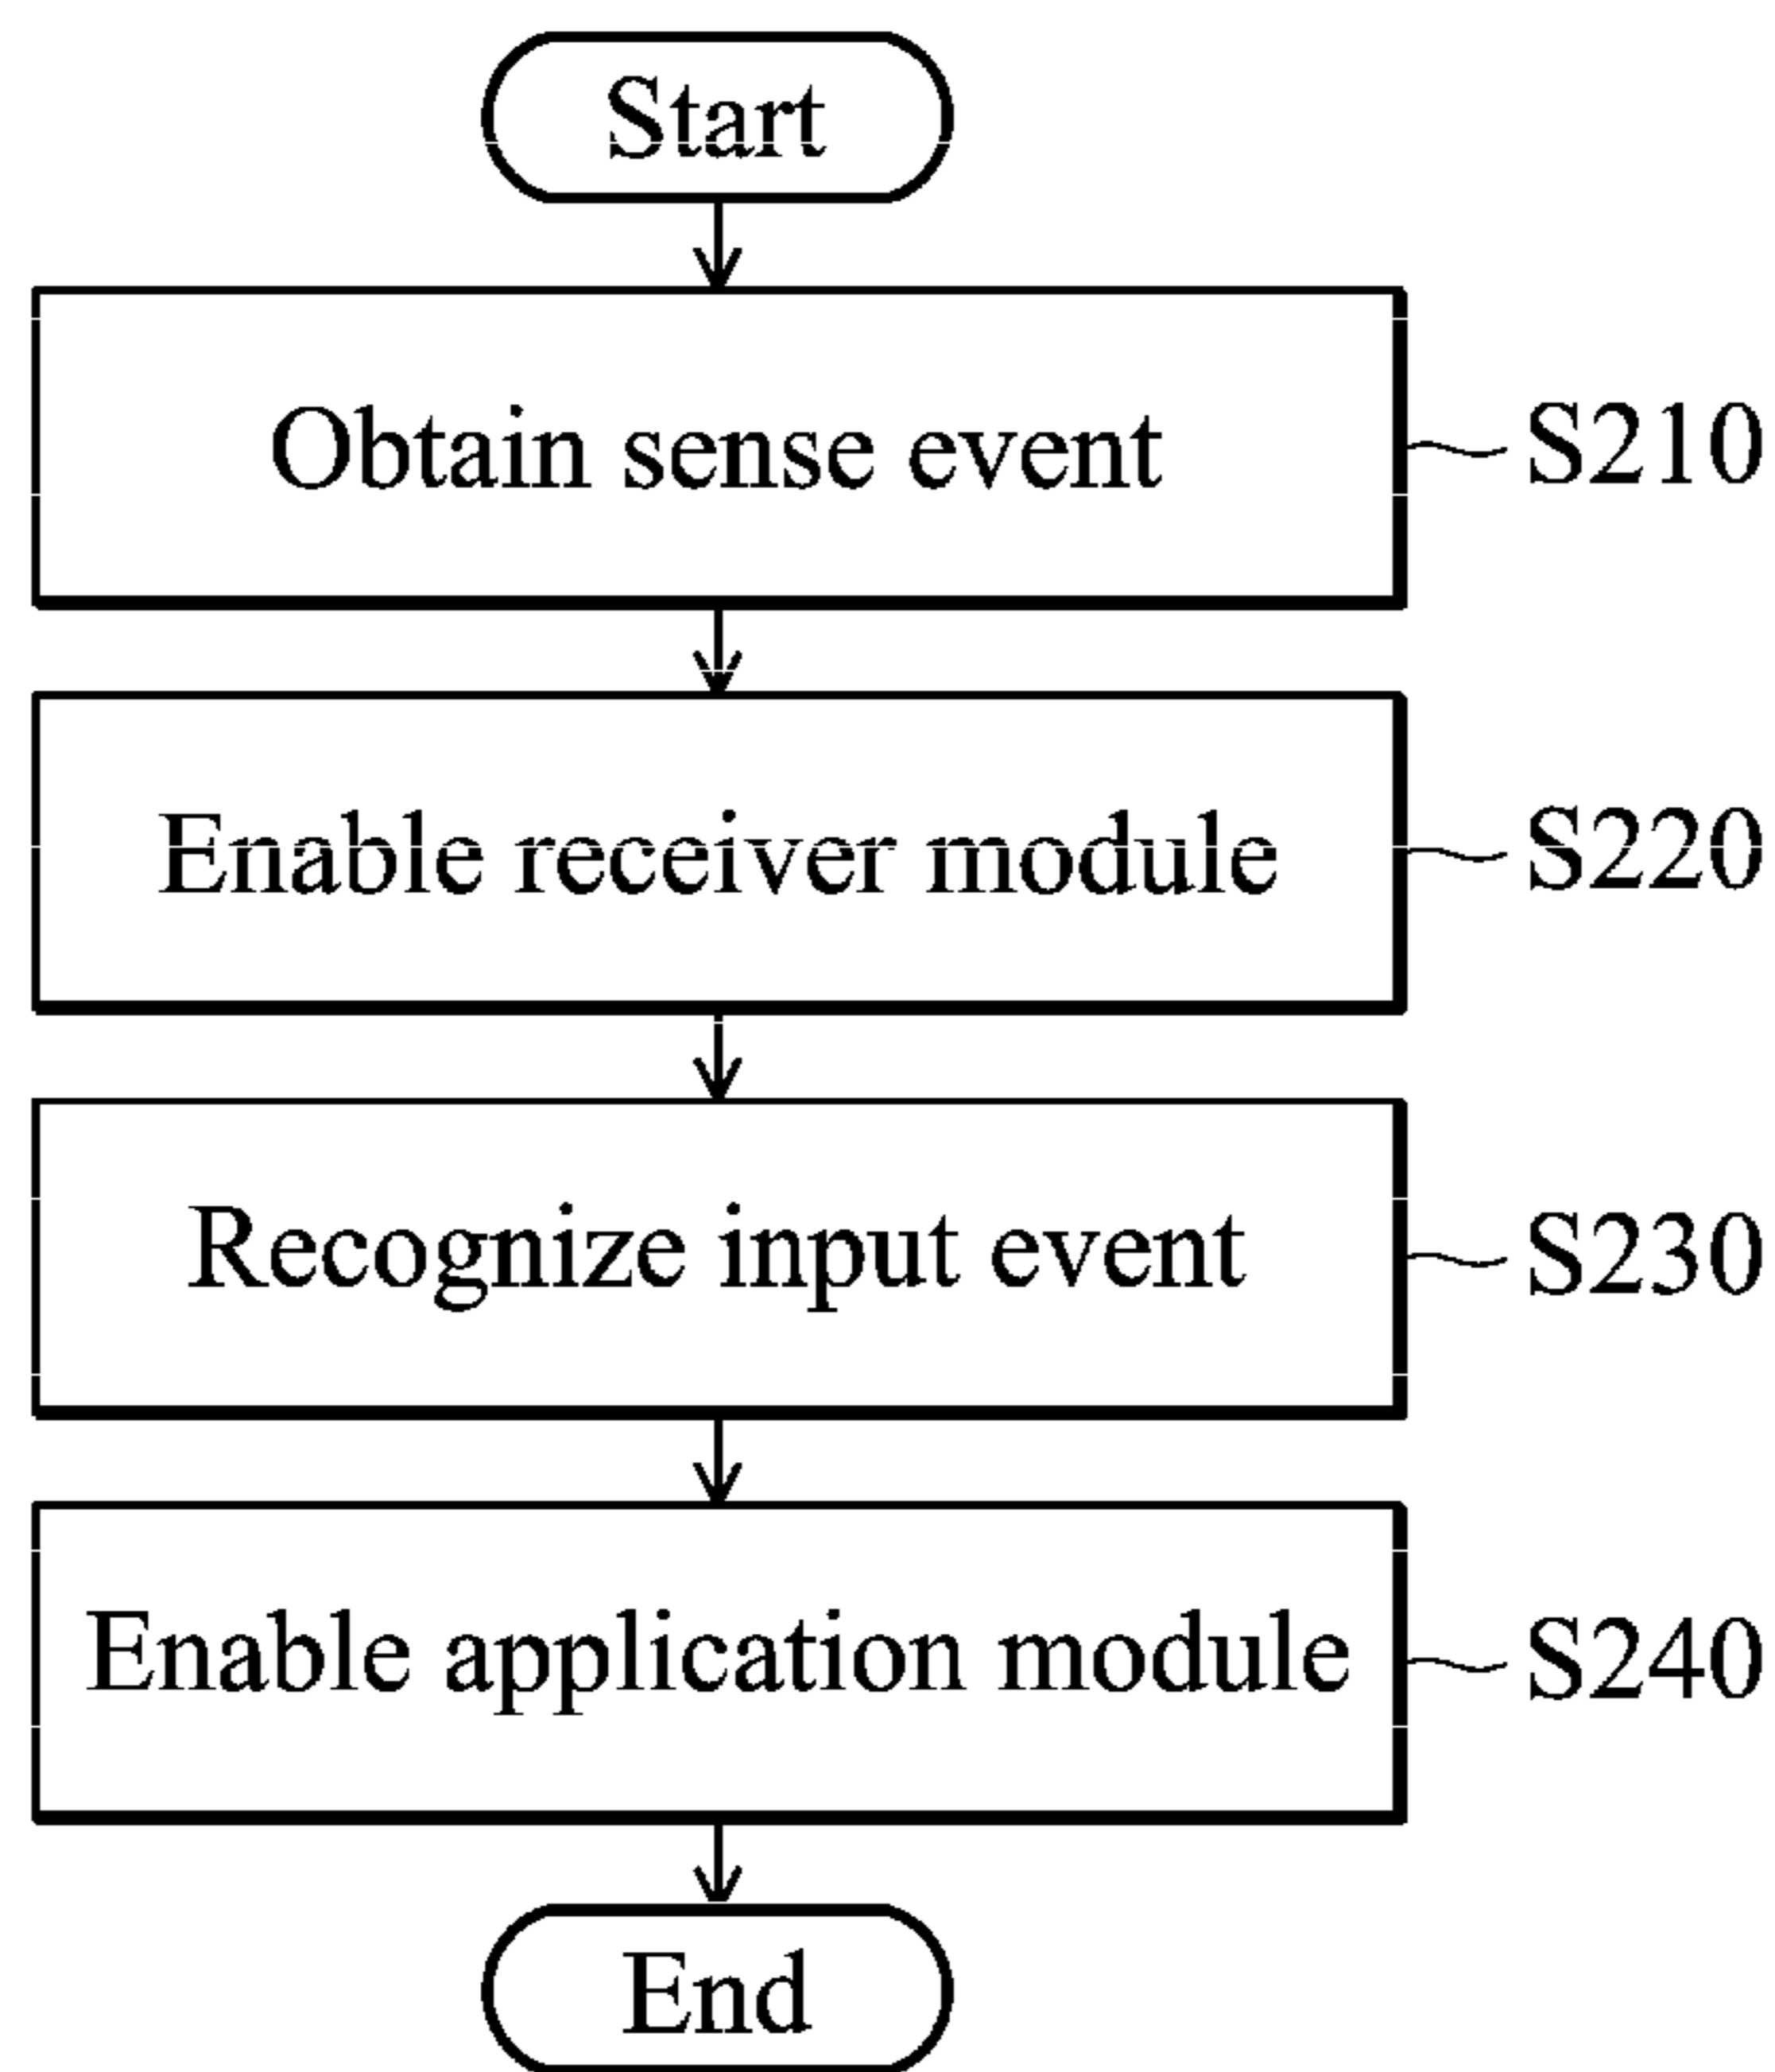 Start
Obtain sense event
S210
Enable receiver module
S220
Recognize input event
S230
Enable application module
S240
End